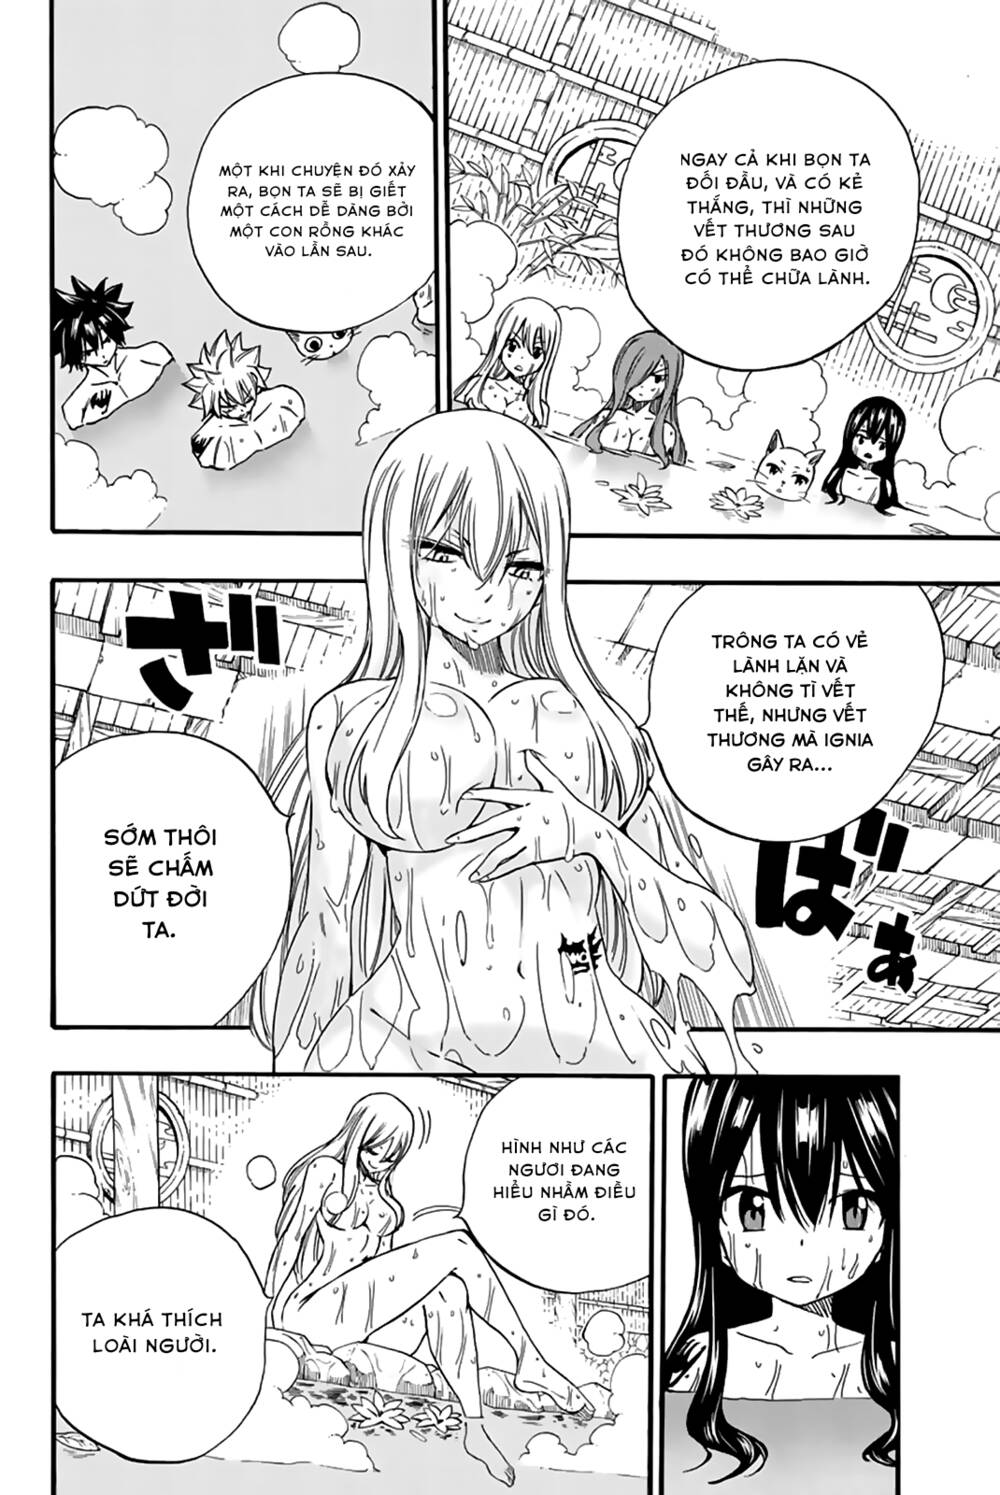 NGAY CẢ KHI BỌN TA
ĐỐI ĐẦU, VÀ CÓ KẺ
THẮNG, THÌ NHỮNG
VẾT THƯƠNG SAU
ĐÓ KHÔNG BAO GIỜ
CÓ THỂ CHỮA LÀNH.
MỘT KHI CHUYỆN ĐÓ XẢY
RA, BỌN TA SẼ BỊ GIẾT
MỘT CÁCH DỄ DÀNG BỞI
MỘT CON RỒNG KHÁC
VÀO LẦN SAU.
TRÔNG TA CÓ VẺ
LÀNH LẶN VÀ
KHÔNG TÌ VẾT
THẾ, NHƯNG VẾT
THƯƠNG MÀ IGNIA
GÂY RA...
ざ
ばぁ
SỚM THÔI
SẼ CHẤM
DỨT ĐỜI
TA.
HÌNH NHƯ CÁC
NGƯƠI ĐANG
HIỂU NHẦM ĐIỀU
GÌ ĐÓ.
TA KHÁ THÍCH
LOÀI NGƯỜI.